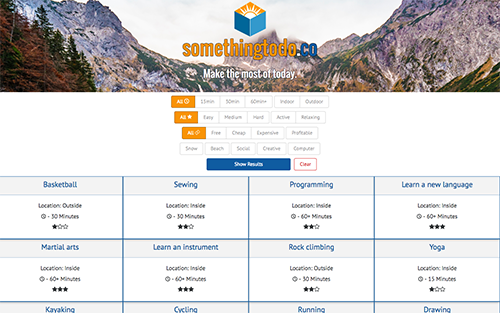 somethingtodo.co
Make the most of today.
All 15min 30min 60min+ Indoor Outdoor
All Easy Medium Hard Active Relaxing
All Free Cheap Expensive Profitable
Snow Beach Social Creative Computer
Show Results Clear
Basketball Sewing Programming Learn a new language
Location: Outside Location: Inside Location: Inside Location: Inside
- 30 Minutes - 30 Minutes - 60+ Minutes - 60+ Minutes
Martial arts Learn an instrument Rock climbing Yoga
Location: Inside Location: Inside Location: Outside Location: Inside
- 60+ Minutes - 60+ Minutes - 30 Minutes - 15 Minutes
Kayaking Cycling Running Drawing